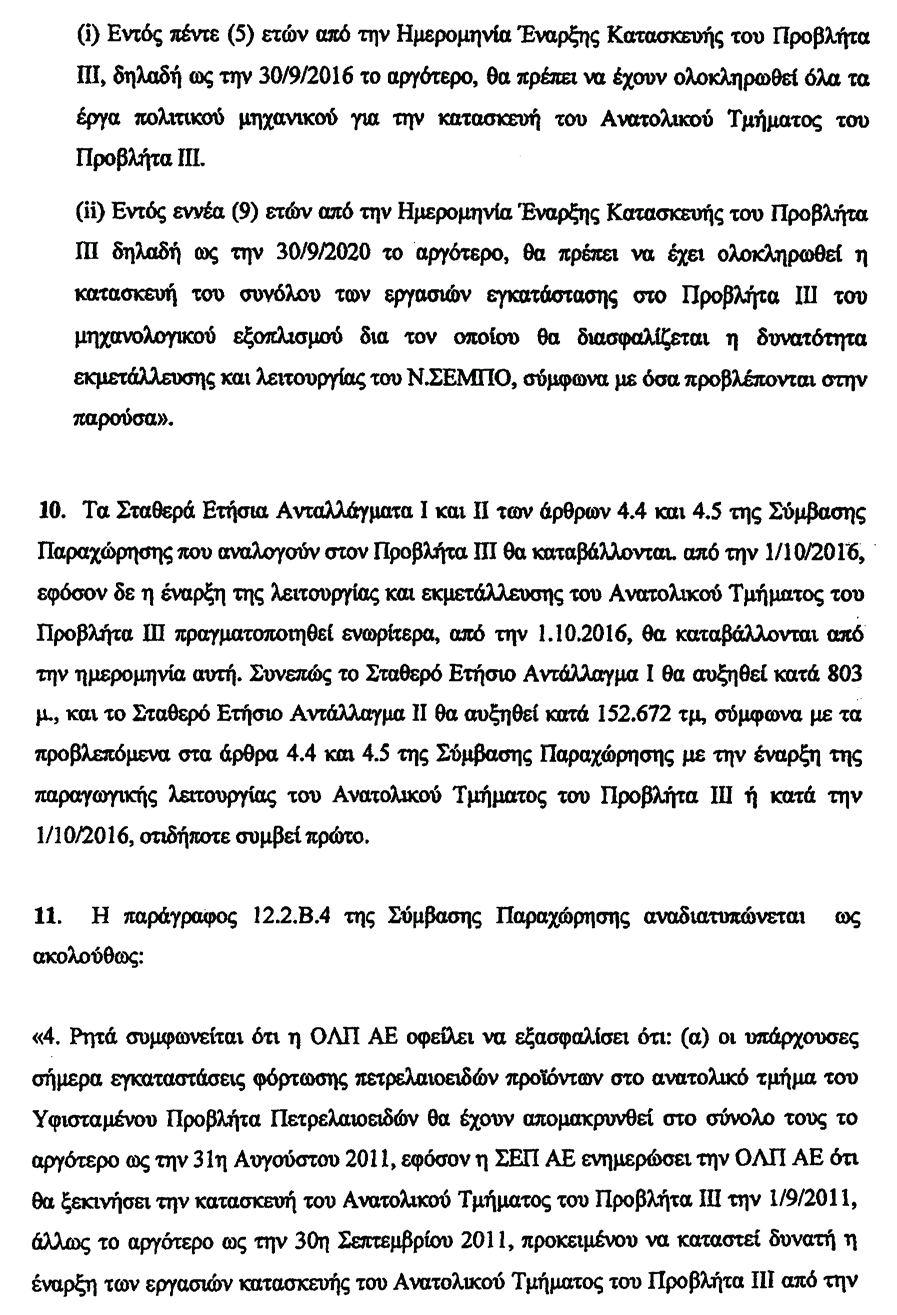 (i) Εντός πέντε (5) ετών από την Ημερομηνία Έναρξης Κατασκευής του Προβλήτα
ΙΙΙ, δηλαδή ως την 30/9/2016 το αργότερο, θα πρέπει να έχουν ολοκληρωθεί όλα τα
έργα πολιτικού μηχανικού για την κατασκευή του Ανατολικού Τμήματος του
Προβλήτα ΙΙΙ.
(ii) Εντός εννέα (9) ετών από την Ημερομηνία Έναρξης Κατασκευής του Προβλήτα
ΙΙΙ δηλαδή ως την 30/9/2020 το αργότερο, θα πρέπει να έχει ολοκληρωθεί η
κατασκευή του συνόλου των εργασιών εγκατάστασης στο Προβλήτα ΙΙΙ του
μηχανολογικού εξοπλισμού δια τον οποίου θα διασφαλίζεται η δυνατότητα
εκμετάλλευσης και λειτουργίας του Ν.ΣΕΜΠΟ, σύμφωνα με όσα προβλέπονται στην
παρούσα».
10. Τα Σταθερά Ετήσια Ανταλλάγματα Ι και ΙΙ των άρθρων 4.4 και 4.5 της Σύμβασης
Παραχώρησης που αναλογούν στον Προβλήτα ΙΙΙ θα καταβάλλονται. από την 1/10/2016,
εφόσον δε η έναρξη της λειτουργίας και εκμετάλλευσης του Ανατολικού Τμήματος του
Προβλήτα ΙΙΙ πραγματοποιηθεί ενωρίτερα, από την 1.10.2016, θα καταβάλλονται από
την ημερομηνία αυτή. Συνεπώς το Σταθερό Ετήσιο Αντάλλαγμα Ι θα αυξηθεί κατά 803
μ., και το Σταθερό Ετήσιο Αντάλλαγμα ΙΙ θα αυξηθεί κατά 152.672 τμ, σύμφωνα με τα
προβλεπόμενα στα άρθρα 4.4 και 4.5 της Σύμβασης Παραχώρησης με την έναρξη της
παραγωγικής λειτουργίας του Ανατολικού Τμήματος του Προβλήτα ΙΙΙ ή κατά την
1/10/2016, οτιδήποτε συμβεί πρώτο.
11. Η παράγραφος 12.2.Β.4 της Σύμβασης Παραχώρησης αναδιατυπώνεται ως
ακολούθως:
«4. Ρητά συμφωνείται ότι η ΟΛΠ ΑΕ οφείλει να εξασφαλίσει ότι: (α) οι υπάρχουσες
σήμερα εγκαταστάσεις φόρτωσης πετρελαιοειδών προϊόντων στο ανατολικό τμήμα του
Υφισταμένου Προβλήτα Πετρελαιοειδών θα έχουν απομακρυνθεί στο σύνολο τους το
αργότερο ως την 31η Αυγούστου 2011, εφόσον η ΣΕΠ ΑΕ ενημερώσει την ΟΛΠ ΑΕ ότι
θα ξεκινήσει την κατασκευή του Ανατολικού Τμήματος του Προβλήτα ΙΙΙ την 1/9/2011,
άλλως το αργότερο ως την 30η Σεπτεμβρίου 2011, προκειμένου να καταστεί δυνατή η
έναρξη των εργασιών κατασκευής του Ανατολικού Τμήματος του Προβλήτα ΙΙΙ από την